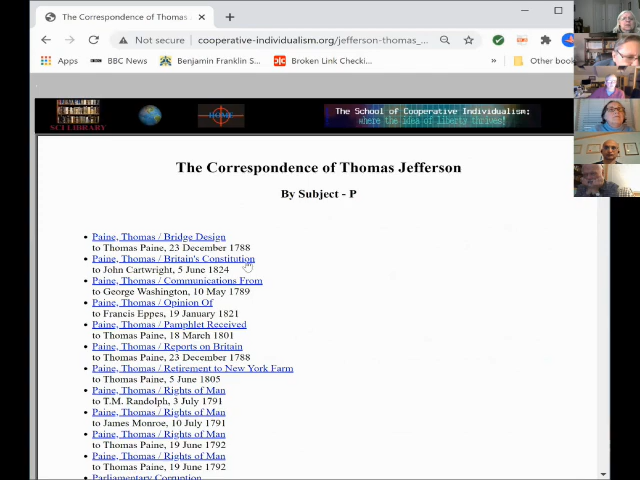 The Correspondence of Thomas
Not secure
cooperative-individualism.org/jefferson-thomas_...
Apps
BBC News
Benjamin Franklin S...
Broken Link Checki...
Other book
SCI LIBRARY
HOME
The School of Cooperative Individualism:
where the idea of liberty thrives!
The Correspondence of Thomas Jefferson
By Subject - P
Paine, Thomas / Bridge Design
to Thomas Paine, 23 December 1788
Paine, Thomas / Britain's Constitution
to John Cartwright, 5 June 1824
Paine, Thomas / Communications From
to George Washington, 10 May 1789
Paine, Thomas / Opinion Of
to Francis Eppes, 19 January 1821
Paine, Thomas / Pamphlet Received
to Thomas Paine, 18 March 1801
Paine, Thomas / Reports on Britain
to Thomas Paine, 23 December 1788
Paine, Thomas / Retirement to New York Farm
to Thomas Paine, 5 June 1805
Paine, Thomas / Rights of Man
to T.M. Randolph, 3 July 1791
Paine, Thomas / Rights of Man
to James Monroe, 10 July 1791
Paine, Thomas / Rights of Man
to Thomas Paine, 19 June 1792
Paine, Thomas / Rights of Man
to Thomas Paine, 19 June 1792
Parliamentary Corruption